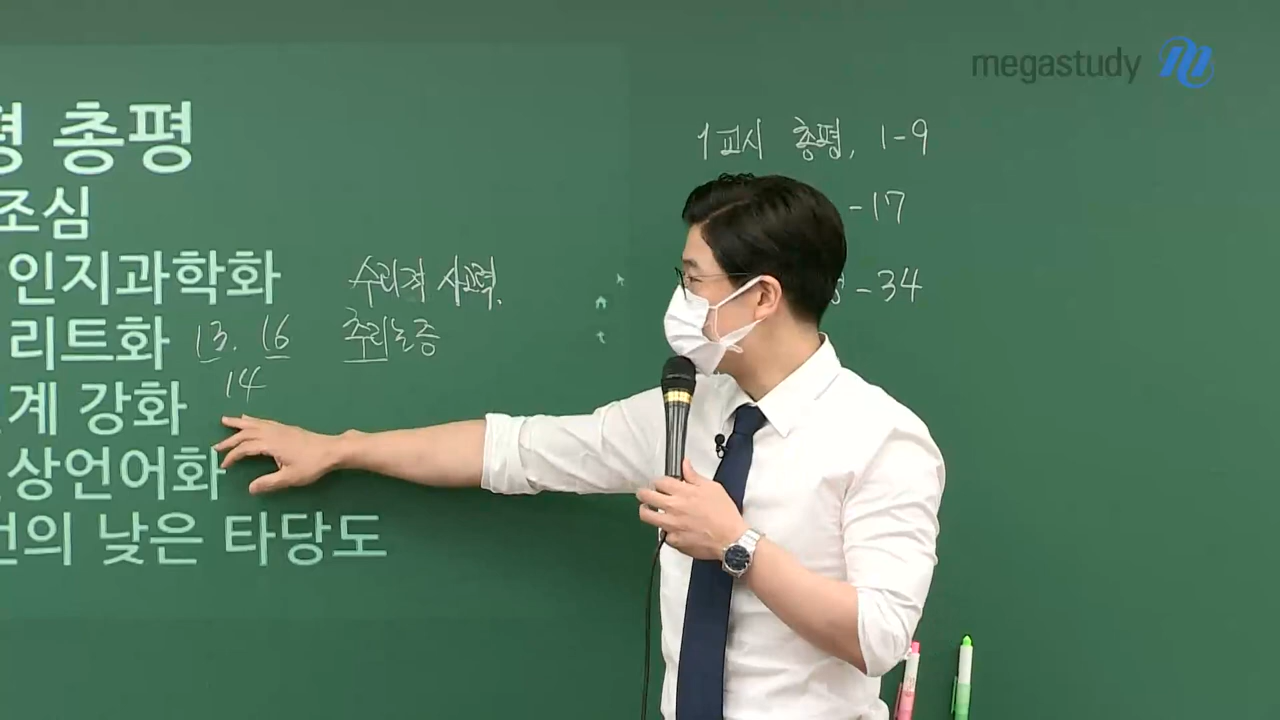 megastudy
평 총평
조심
인지과학화
리트화
계 강화
상언어화
의 낮은 타당도
수리적 사고력.
13. 16 추리논증
14
1교시 총평, 1-9
-17
-34